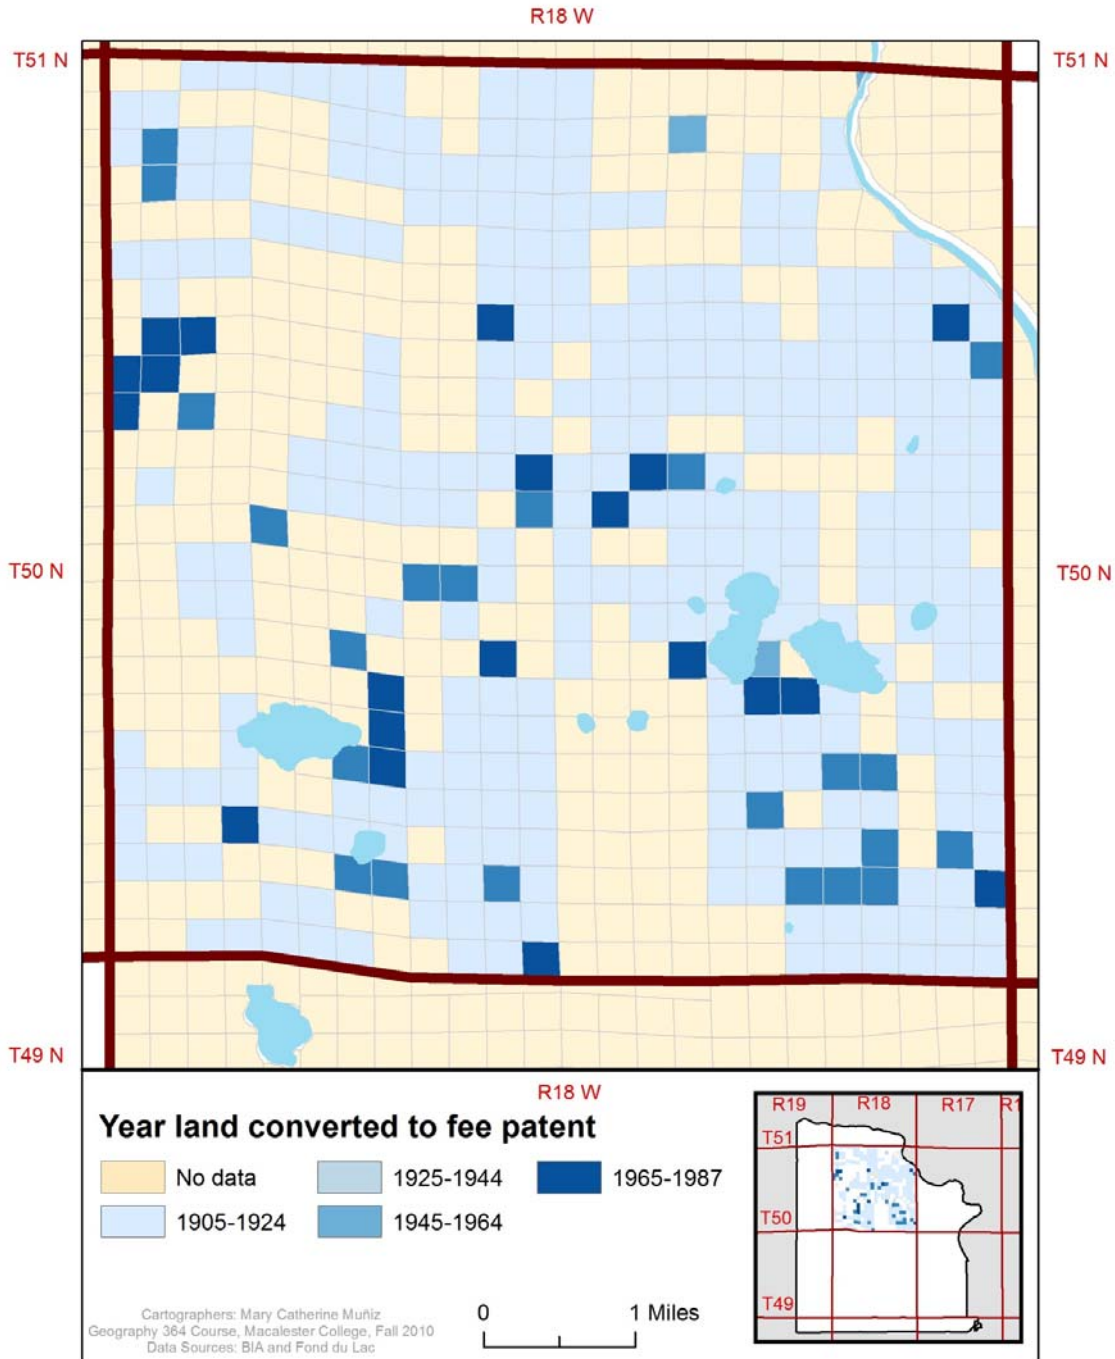 R18 W
T51 N
T51 N
T50 N
T50 N
T49 N
T49 N
R18 W
Year land converted to fee patent
No data
1925-1944
1965-1987
1905-1924
1945-1964
Cartographers: Mary Catherine Muñiz
Geography 364 Course, Macalester College, Fall 2010
Data Sources: BIA and Fond du Lac
0
1 Miles
R19
R18
R17
R1
T51
T50
T49